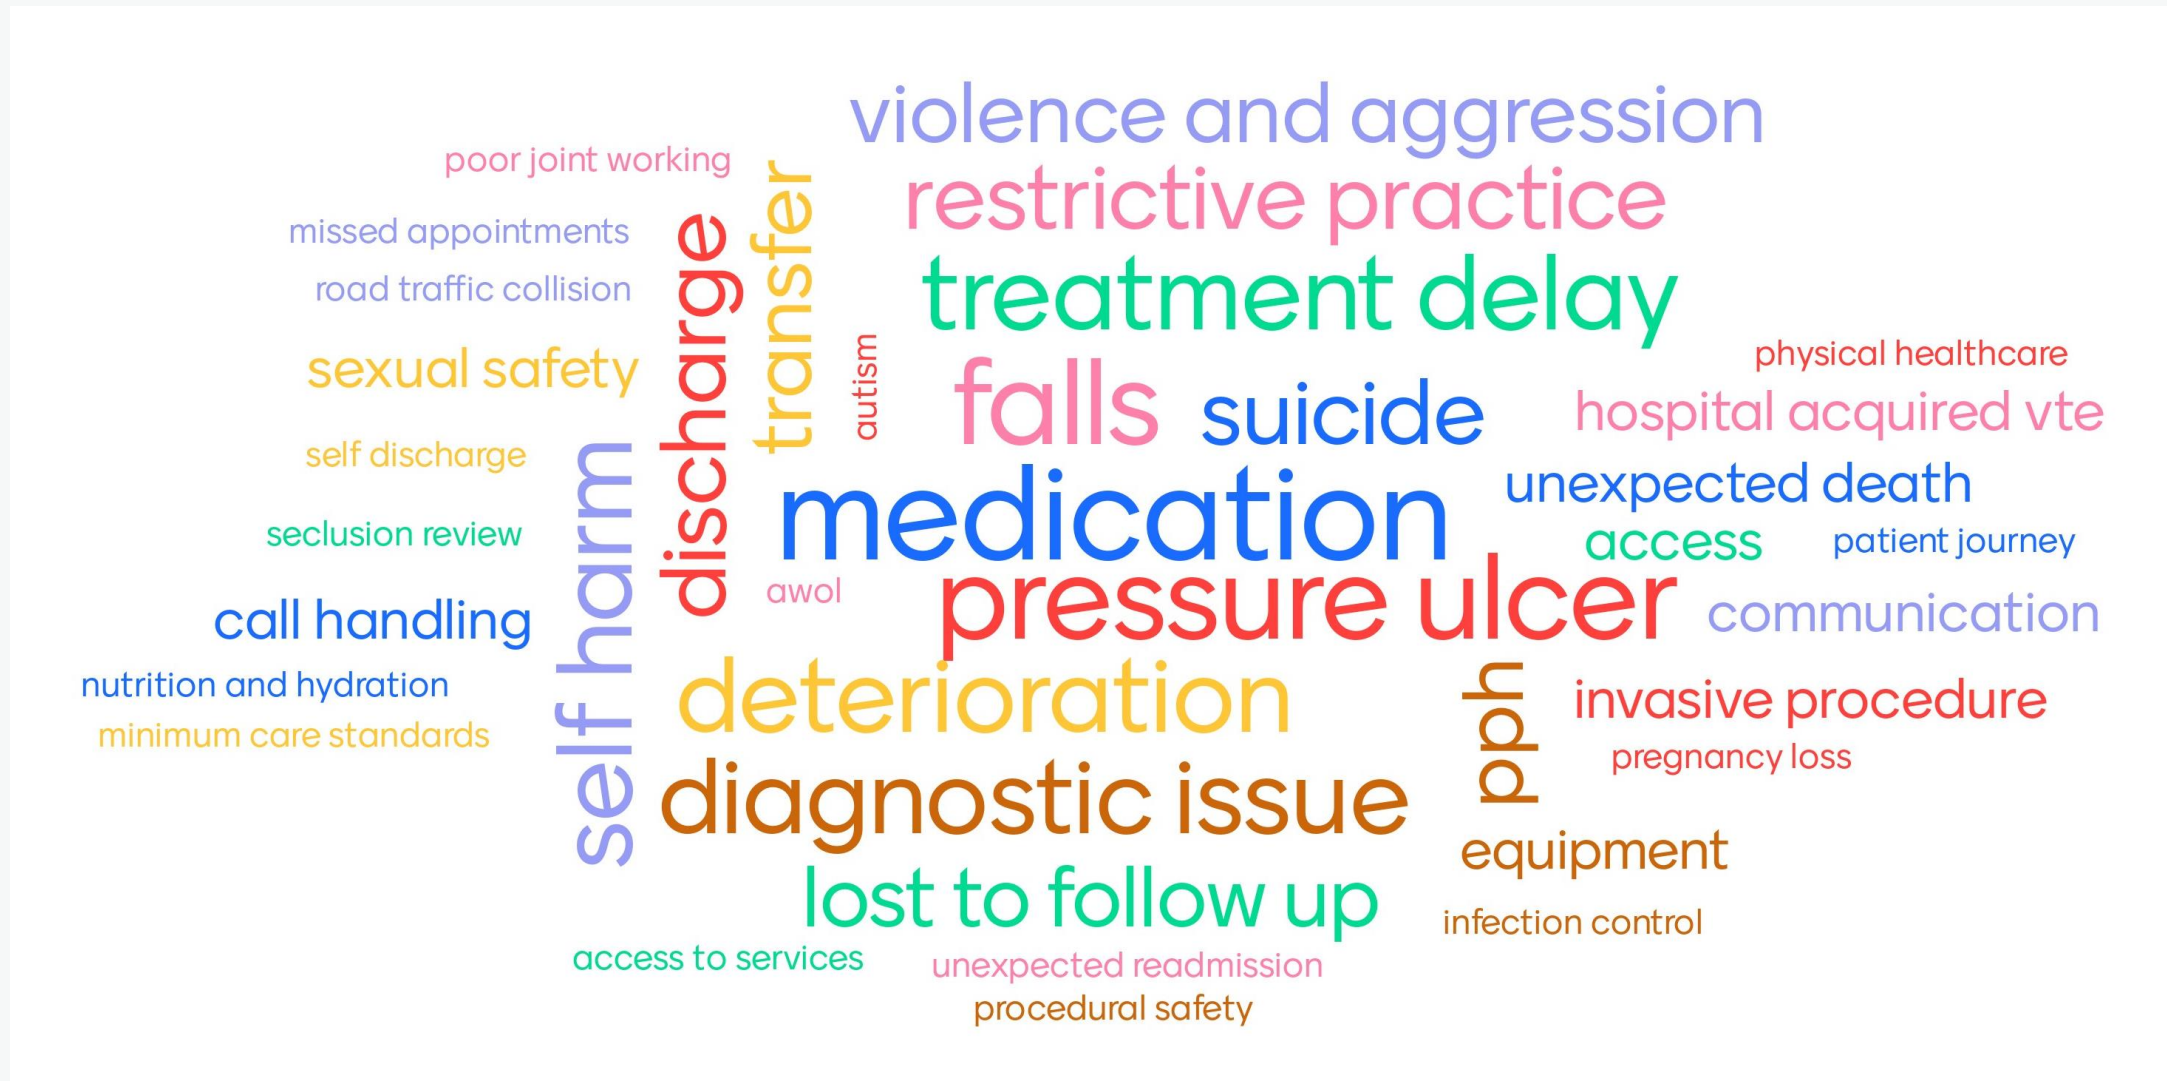 violence and aggression
poor joint working
transfer
restrictive practice
missed appointments
discharge
road traffic collision
treatment delay
sexual safety
autism
falls
suicide
physical healthcare
hospital acquired vte
self discharge
self harm
medication
unexpected death
seclusion review
access
patient journey
awol
call handling
pressure ulcer
communication
nutrition and hydration
deterioration
pph
invasive procedure
minimum care standards
pregnancy loss
diagnostic issue
equipment
lost to follow up
infection control
access to services
unexpected readmission
procedural safety